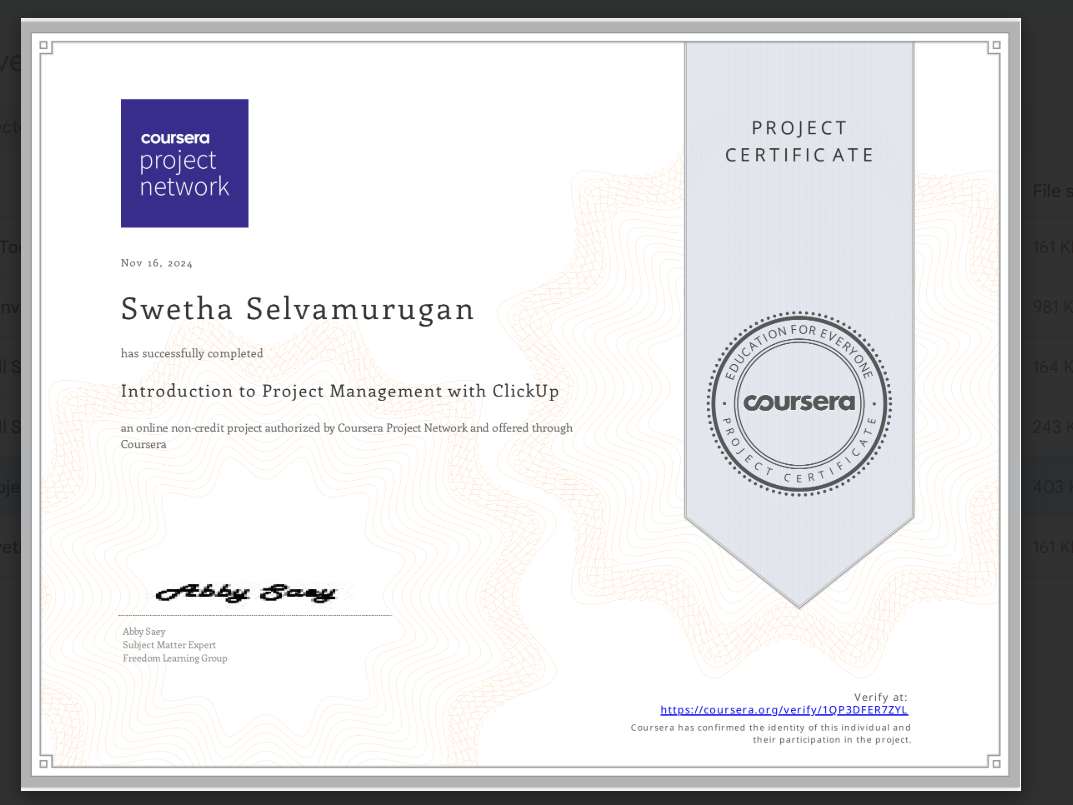 coursera
project
network
PROJECT
CERTIFICATE
Nov 16, 2024
Swetha Selvamurugan
has successfully completed
Introduction to Project Management with ClickUp
an online non-credit project authorized by Coursera Project Network and offered through
Coursera
EDUCATION FOR EVERYONE
coursera
PROJECT CERTIFICATE
Abby Saey
Abby Saey
Subject Matter Expert
Freedom Learning Group
Verify at:
https://coursera.org/verify/1QP3DFER7ZYL
Coursera has confirmed the identity of this individual and
their participation in the project.
File s
161 K
981 K
164 K
243 K
403 K
161 K